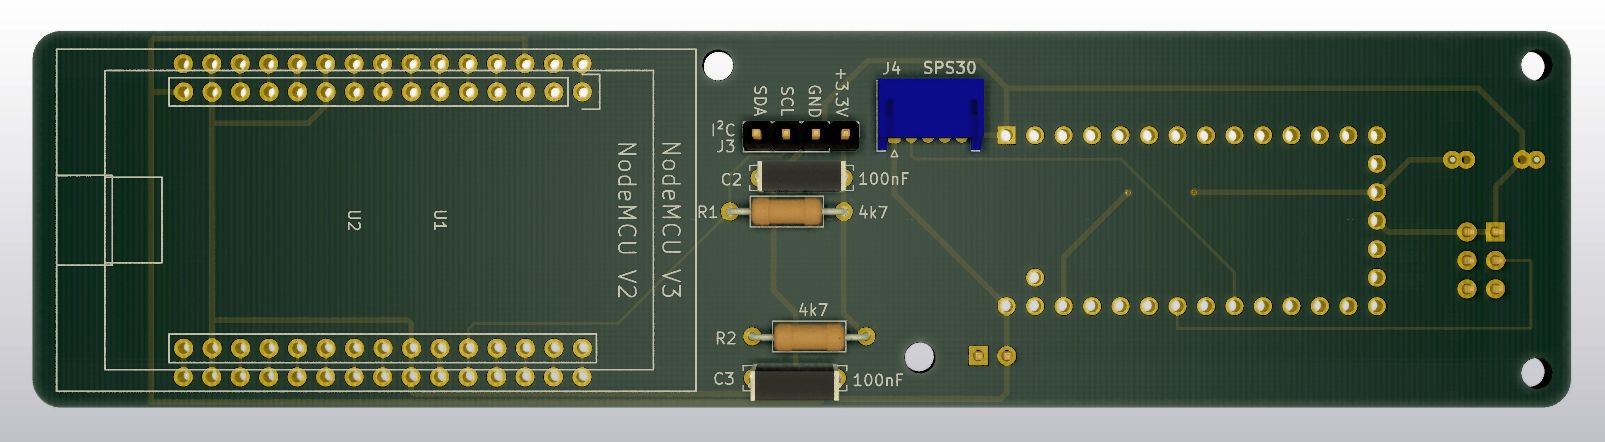 U2
U1
NodeMCU V2
NodeMCU V3
SDA
SCL
GND
+3.3V
I²C
J3
J4 SPS30
C2 100nF
R1 4k7
4k7
R2
C3 100nF